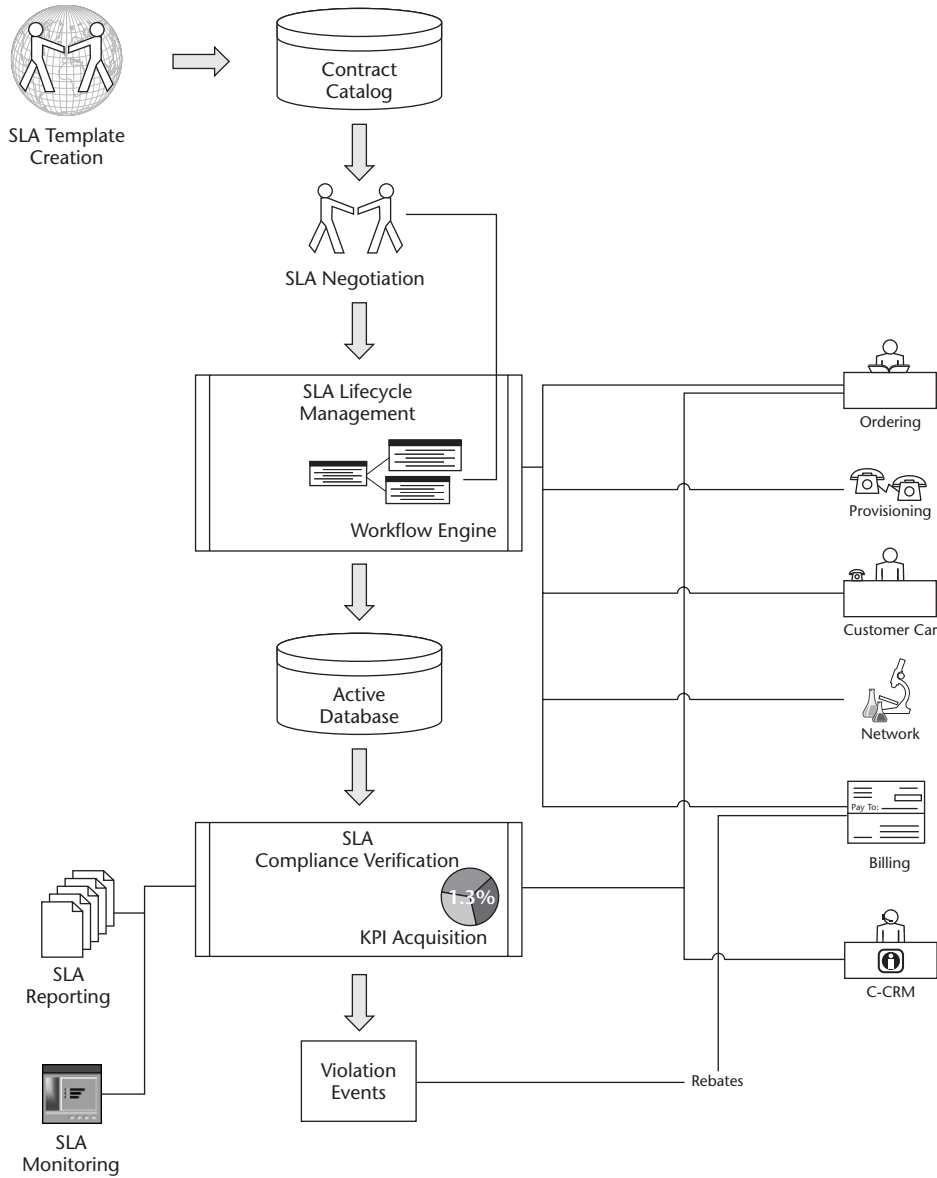 SLA Template
Creation
Contract
Catalog
SLA Negotiation
SLA Lifecycle
Management
Workflow Engine
Ordering
Provisioning
Customer Car
Network
Active
Database
Pay To:
Billing
SLA
Compliance Verification
1.3%
KPI Acquisition
SLA
Reporting
C-CRM
Violation
Events
Rebates
SLA
Monitoring